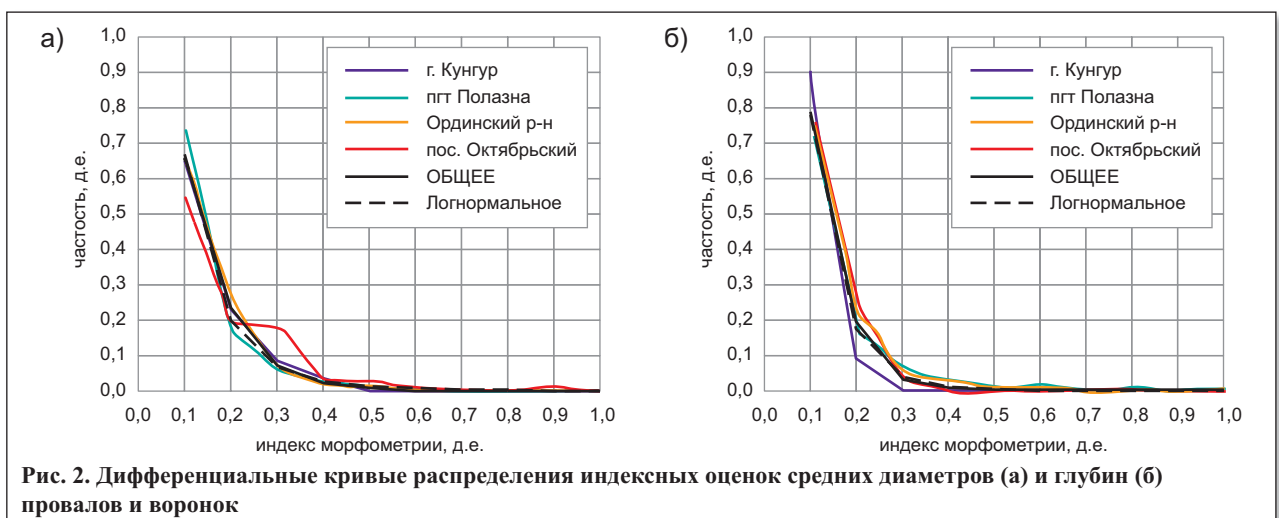 а)
1,0
0,9
0,8
0,7
0,6
0,5
0,4
0,3
0,2
0,1
0,0
частость, д.е.
г. Кунгур
пгт Полазна
Ординский р-н
пос. Октябрьский
ОБЩЕЕ
Логнормальное
0,0 0,1 0,2 0,3 0,4 0,5 0,6 0,7 0,8 0,9 1,0
индекс морфометрии, д.е.
б)
1,0
0,9
0,8
0,7
0,6
0,5
0,4
0,3
0,2
0,1
0,0
частость, д.е.
г. Кунгур
пгт Полазна
Ординский р-н
пос. Октябрьский
ОБЩЕЕ
Логнормальное
0,0 0,1 0,2 0,3 0,4 0,5 0,6 0,7 0,8 0,9 1,0
индекс морфометрии, д.е.
Рис. 2. Дифференциальные кривые распределения индексных оценок средних диаметров (а) и глубин (б)
провалов и воронок